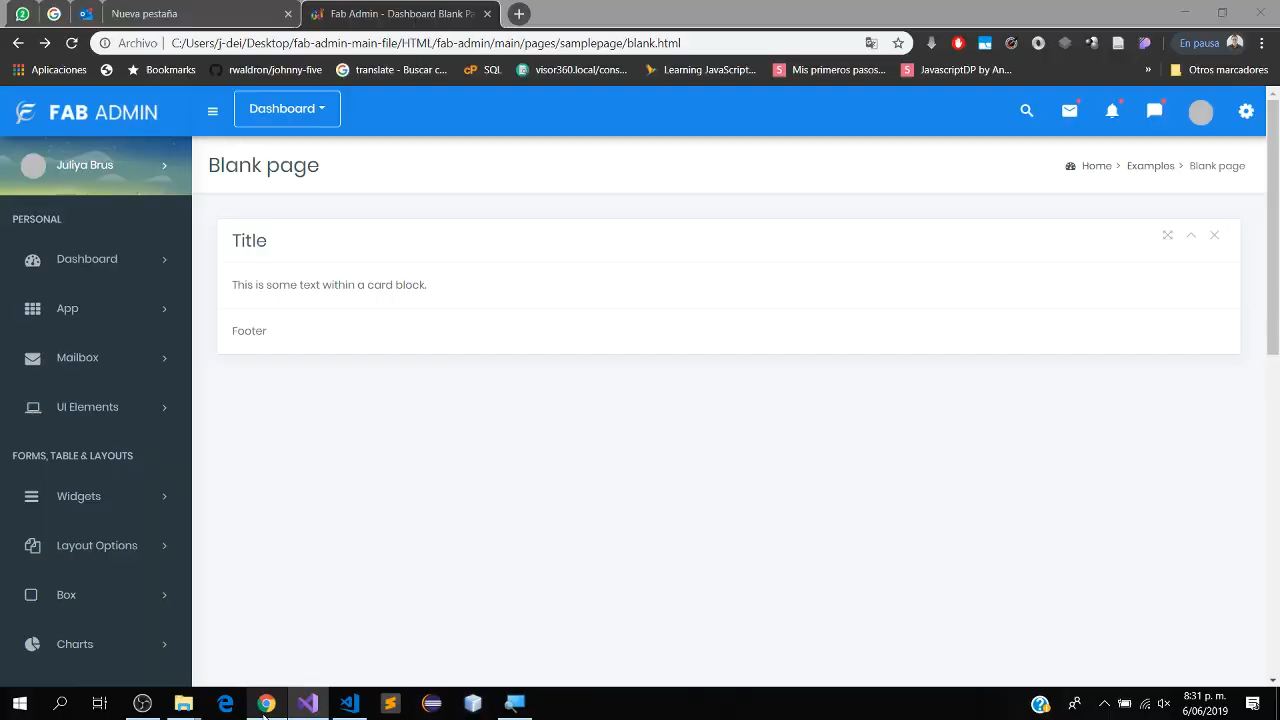 Nueva pestaña
Fab Admin - Dashboard Blank Pa
Archivo | C:/Users/j-dei/Desktop/fab-admin-main-file/HTML/fab-admin/main/pages/samplepage/blank.html
En pausa
Aplicaciones
Bookmarks
rwaldron/johnny-five
translate - Buscar c...
cP SQL
visor360.local/cons...
Learning JavaScript...
Mis primeros pasos...
JavascriptDP by An...
»
Otros marcadores
FAB ADMIN
Dashboard
Juliya Brus
Blank page
Home > Examples > Blank page
PERSONAL
Title
Dashboard
This is some text within a card block.
App
Footer
Mailbox
UI Elements
FORMS, TABLE & LAYOUTS
Widgets
Layout Options
Box
Charts
8:31 p. m.
6/06/2019